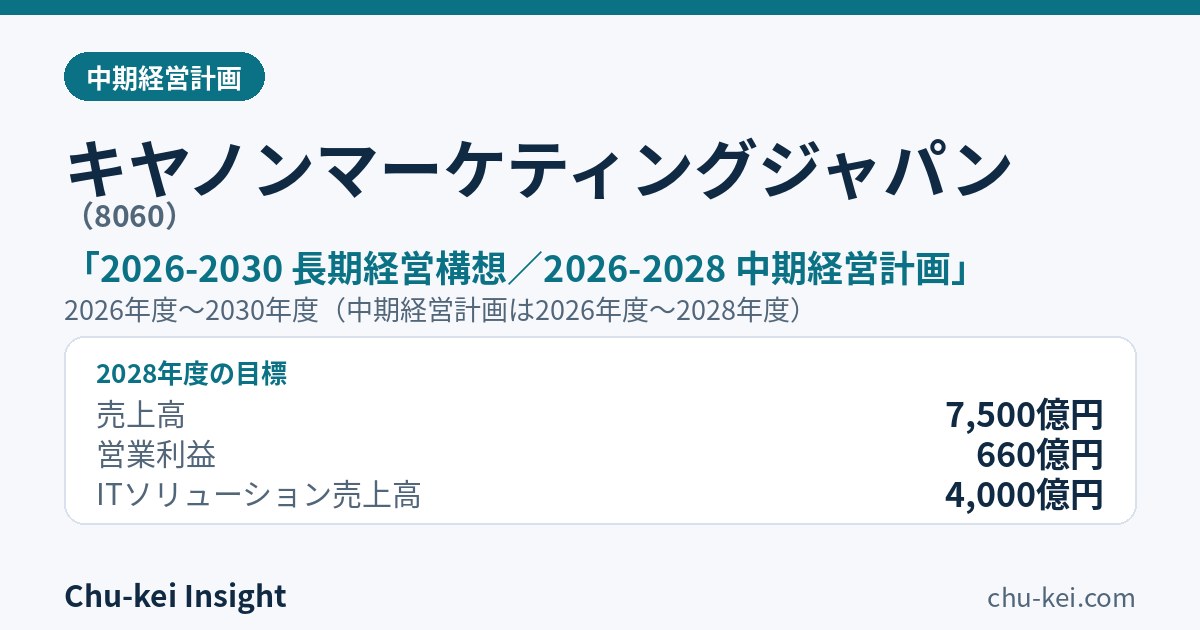 中期経営計画
キヤノンマーケティングジャパン
（8060）
「2026-2030 長期経営構想／2026-2028 中期経営計画」
2026年度～2030年度（中期経営計画は2026年度～2028年度）
2028年度の目標
売上高 7,500億円
営業利益 660億円
ITソリューション売上高 4,000億円
Chu-kei Insight chu-kei.com